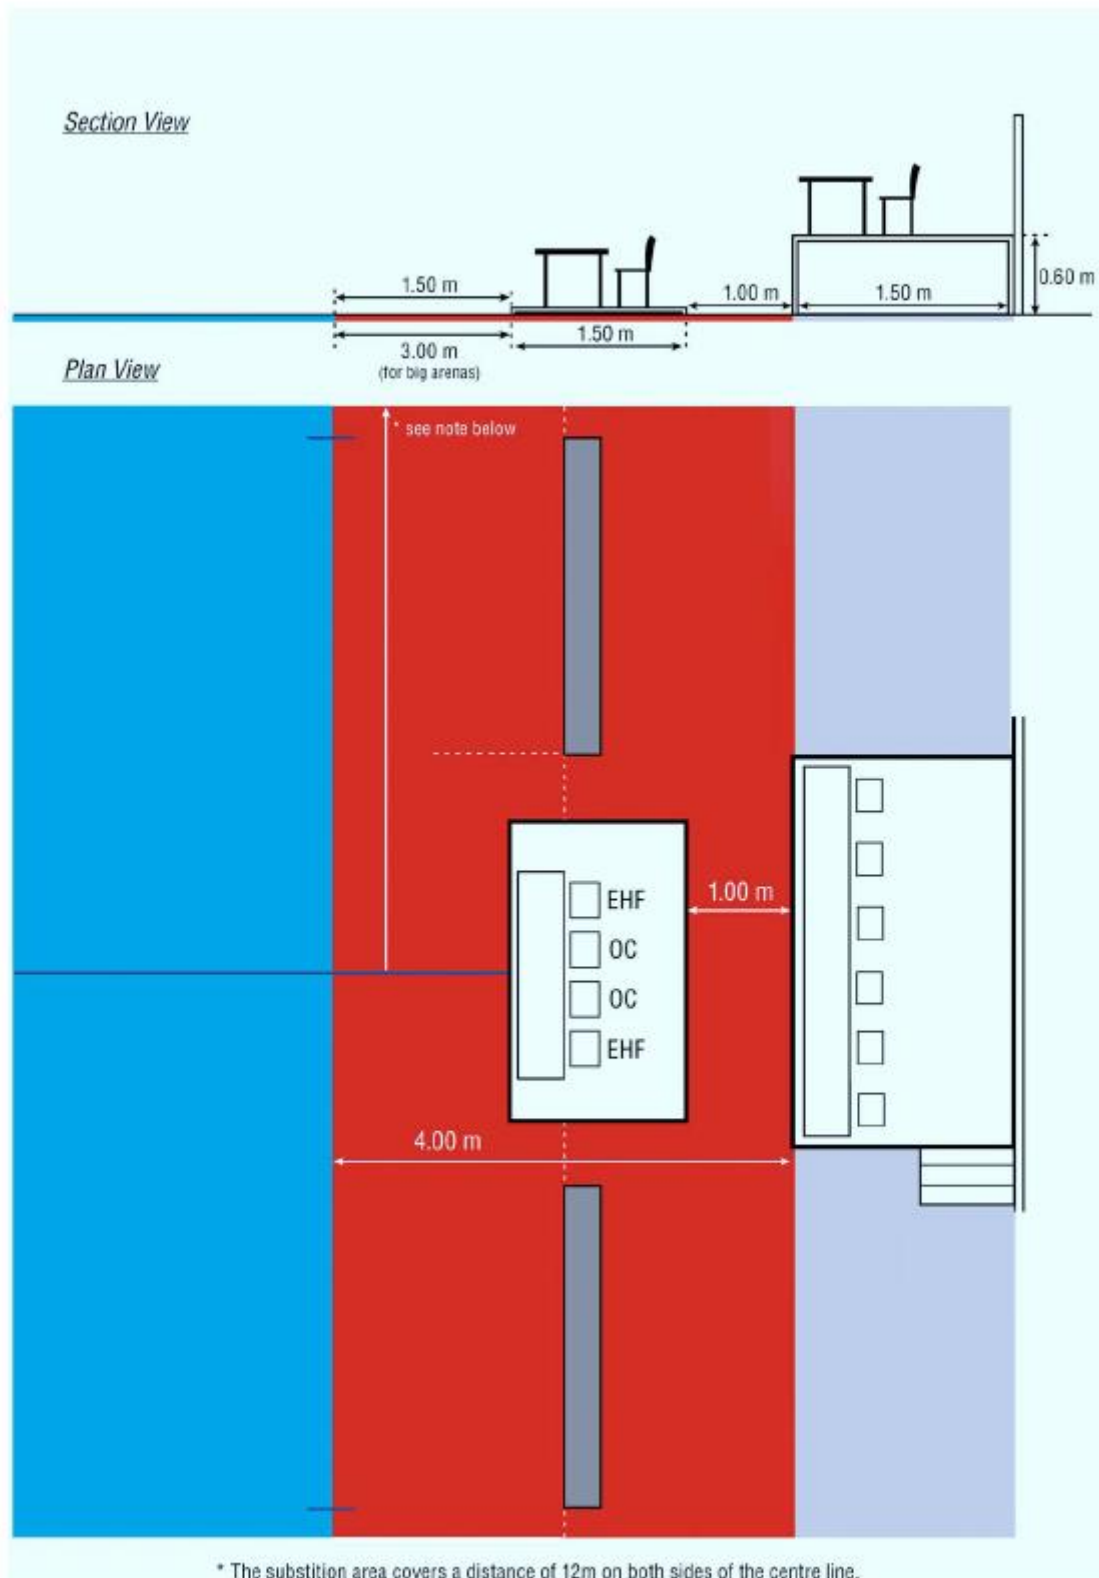 Section View
0.60 m
1.50 m
1.00 m
1.50 m
3.00 m
(for big arenas)
1.50 m
Plan View
* see note below
1.00 m
EHF
OC
OC
EHF
4.00 m
* The substition area covers a distance of 12m on both sides of the centre line.